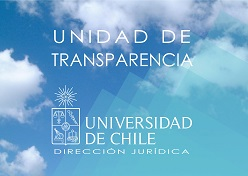 UNIDAD DE
TRANSPARENCIA
UNIVERSIDAD
DE CHILE
DIRECCIÓN JURÍDICA